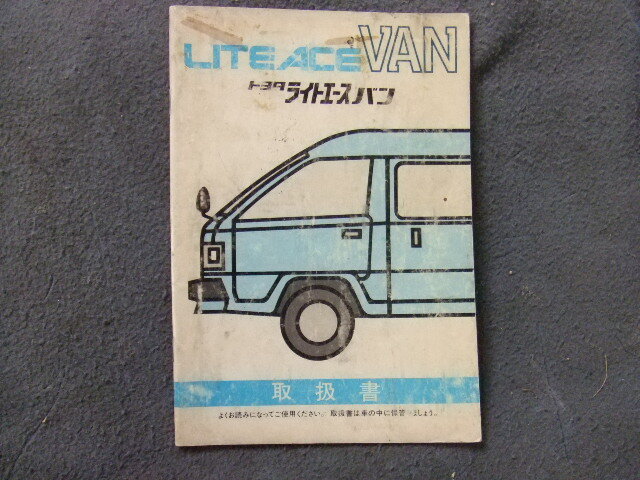 LITEACE VAN
トヨタ ライトエースバン
取扱書
よくお読みになってご使用ください。 取扱書は車の中に保管 ましょう。